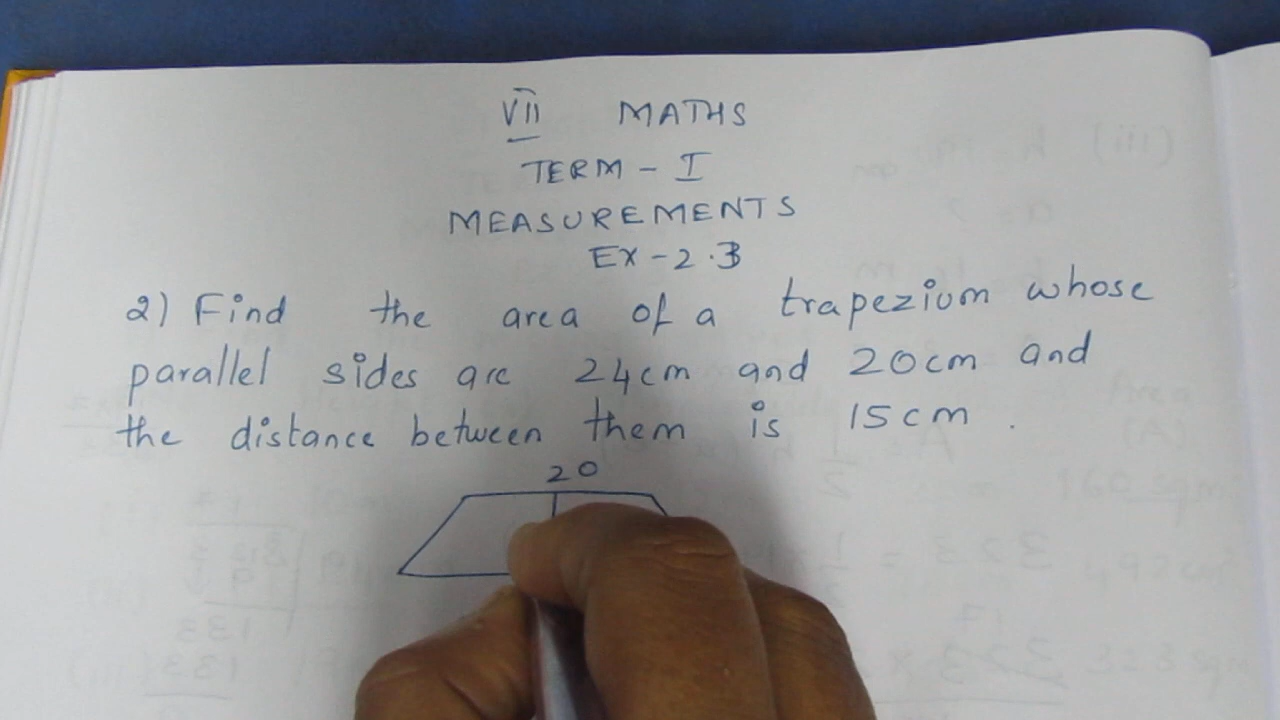 VII MATHS
TERM - I
MEASUREMENTS
EX - 2.3
2) Find the area of a trapezium whose
parallel sides are 24cm and 20cm and
the distance between them is 15cm.
20